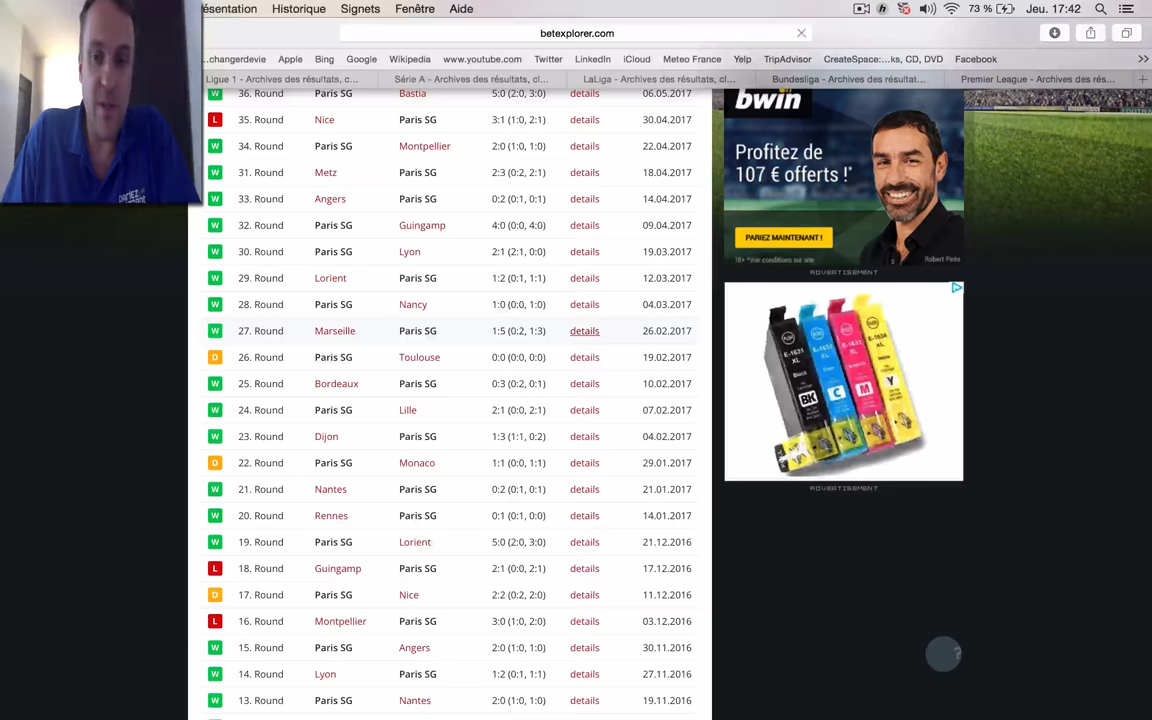 ésentation Historique Signets Fenêtre Aide 73 % Jeu. 17:42
betexplorer.com
...changerdevie Apple Bing Google Wikipedia www.youtube.com Twitter LinkedIn iCloud Meteo France Yelp TripAdvisor CreateSpace:...ks, CD, DVD Facebook
Ligue 1 - Archives des résultats, c... Série A - Archives des résultats, cl... LaLiga – Archives des résultats, cl... Bundesliga - Archives des résultat... Premier League - Archives des rés...
W 36. Round Paris SG Bastia 5:0 (2:0, 3:0) details 06.05.2017
L 35. Round Nice Paris SG 3:1 (1:0, 2:1) details 30.04.2017
W 34. Round Paris SG Montpellier 2:0 (1:0, 1:0) details 22.04.2017
W 31. Round Metz Paris SG 2:3 (0:2, 2:1) details 18.04.2017
W 33. Round Angers Paris SG 0:2 (0:1, 0:1) details 14.04.2017
W 32. Round Paris SG Guingamp 4:0 (0:0, 4:0) details 09.04.2017
W 30. Round Paris SG Lyon 2:1 (2:1, 0:0) details 19.03.2017
W 29. Round Lorient Paris SG 1:2 (0:1, 1:1) details 12.03.2017
W 28. Round Paris SG Nancy 1:0 (0:0, 1:0) details 04.03.2017
W 27. Round Marseille Paris SG 1:5 (0:2, 1:3) details 26.02.2017
D 26. Round Paris SG Toulouse 0:0 (0:0, 0:0) details 19.02.2017
W 25. Round Bordeaux Paris SG 0:3 (0:2, 0:1) details 10.02.2017
W 24. Round Paris SG Lille 2:1 (0:0, 2:1) details 07.02.2017
W 23. Round Dijon Paris SG 1:3 (1:1, 0:2) details 04.02.2017
D 22. Round Paris SG Monaco 1:1 (0:0, 1:1) details 29.01.2017
W 21. Round Nantes Paris SG 0:2 (0:1, 0:1) details 21.01.2017
W 20. Round Rennes Paris SG 0:1 (0:1, 0:0) details 14.01.2017
W 19. Round Paris SG Lorient 5:0 (2:0, 3:0) details 21.12.2016
L 18. Round Guingamp Paris SG 2:1 (0:0, 2:1) details 17.12.2016
D 17. Round Paris SG Nice 2:2 (0:2, 2:0) details 11.12.2016
L 16. Round Montpellier Paris SG 3:0 (1:0, 2:0) details 03.12.2016
W 15. Round Paris SG Angers 2:0 (1:0, 1:0) details 30.11.2016
W 14. Round Lyon Paris SG 1:2 (0:1, 1:1) details 27.11.2016
W 13. Round Paris SG Nantes 2:0 (1:0, 1:0) details 19.11.2016
bwin
Profitez de
107 € offerts !*
PARIEZ MAINTENANT !
18+ *Voir conditions sur site Robert Pirès
ADVERTISEMENT
E-1631 XL Black BK
C
M
E-1634 XL Y
ADVERTISEMENT
?